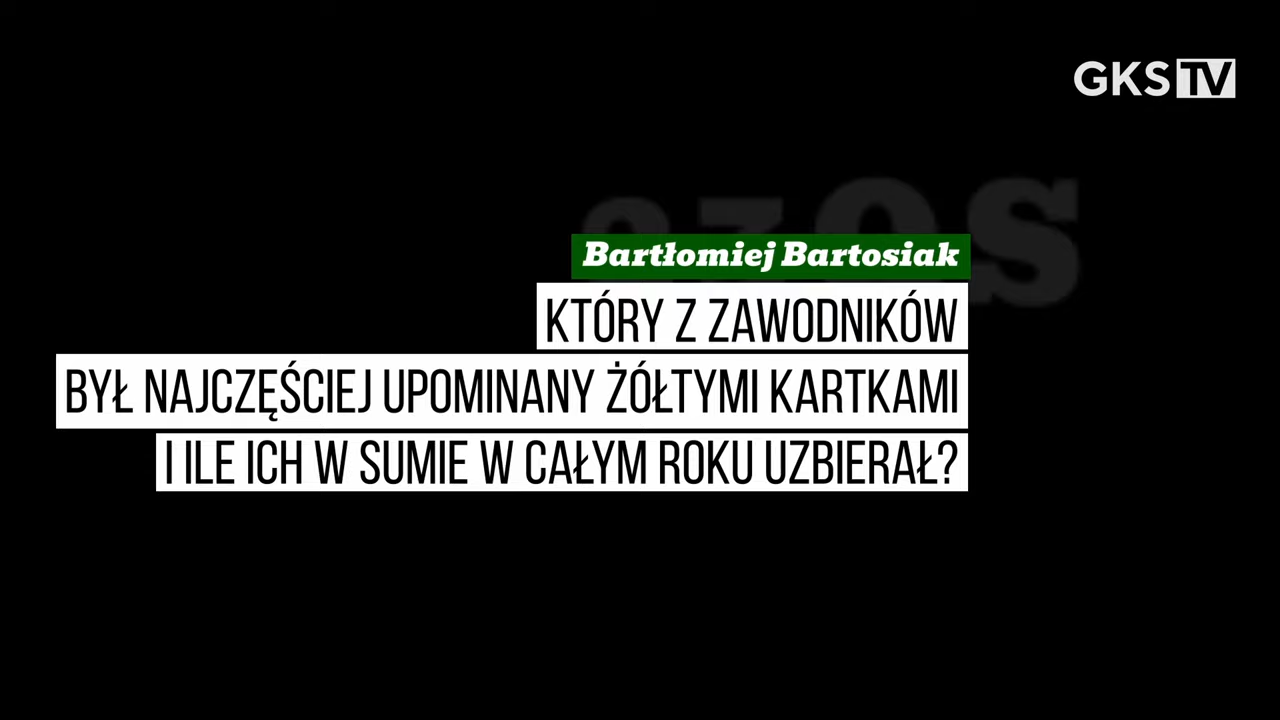 GKS TV
Bartłomiej Bartosiak
KTÓRY Z ZAWODNIKÓW
BYŁ NAJCZĘŚCIEJ UPOMINANY ŻÓŁTYMI KARTKAMI
I ILE ICH W SUMIE W CAŁYM ROKU UZBIERAŁ?